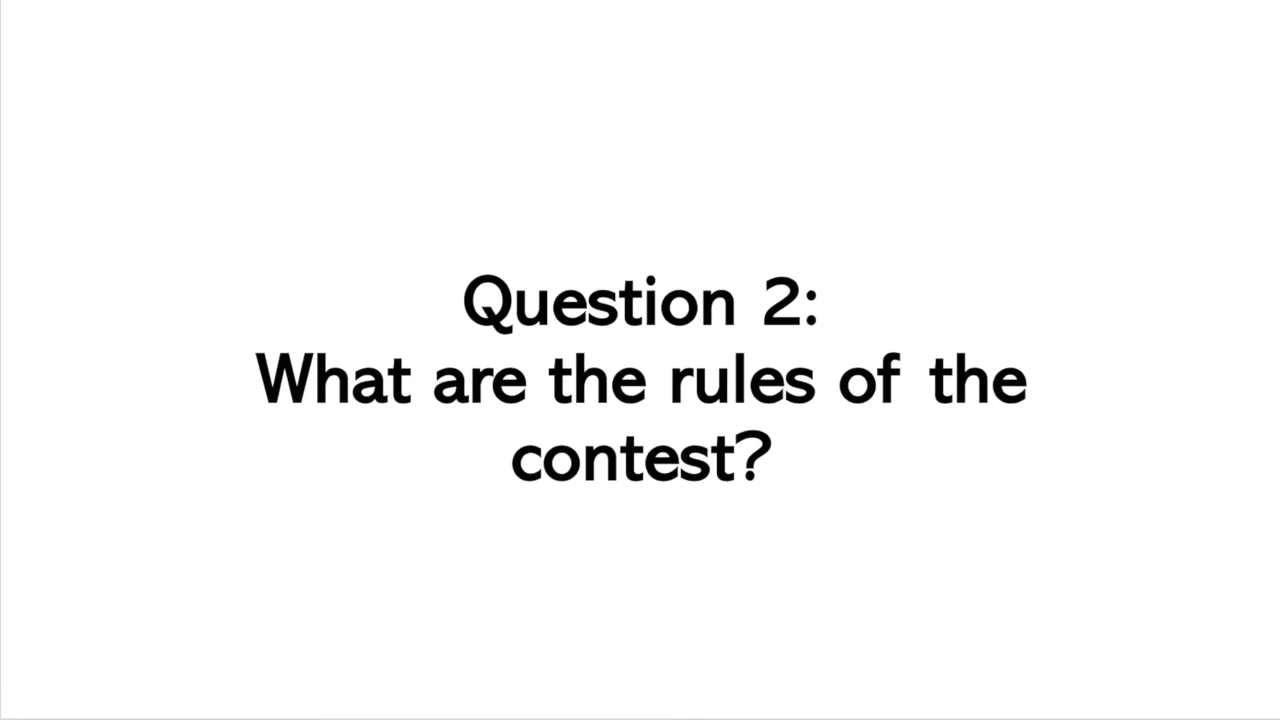 Question 2:
What are the rules of the
contest?